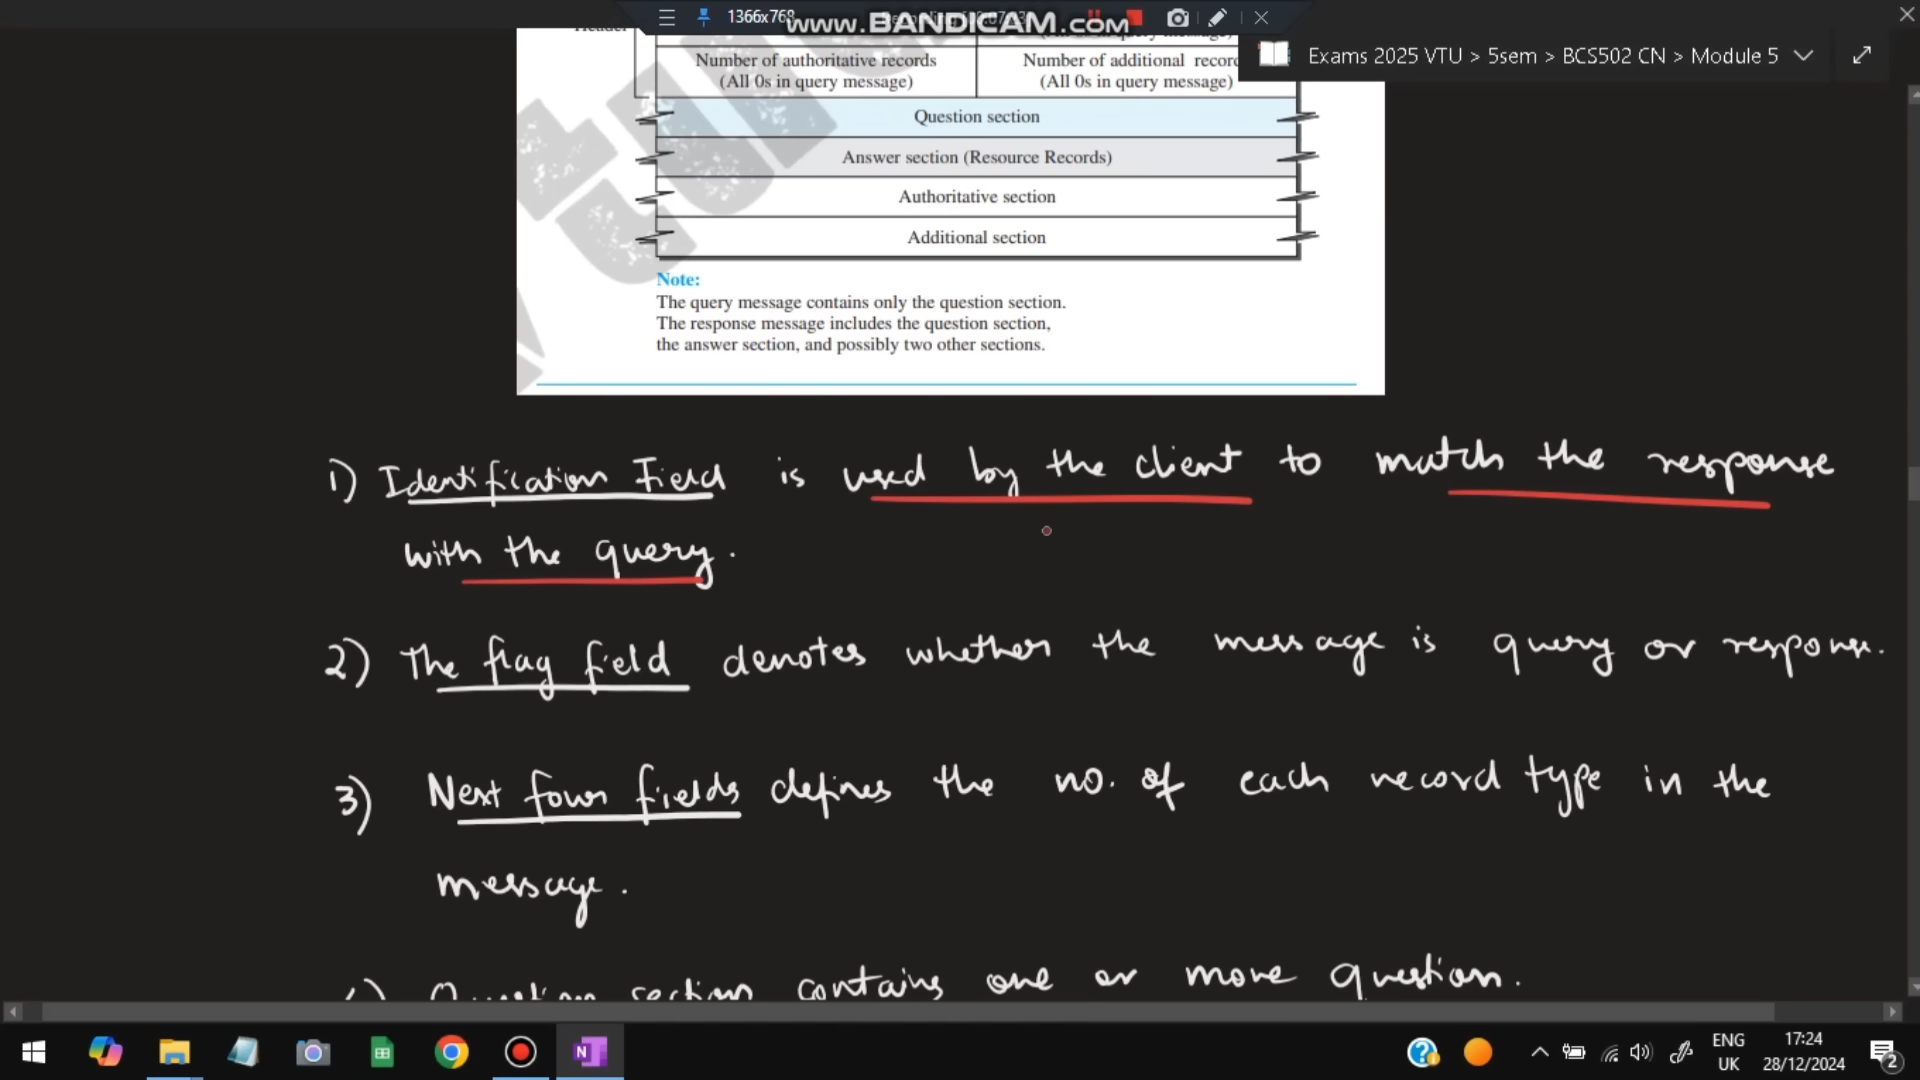 1366x768
www.BANDICAM.com
Exams 2025 VTU > 5sem > BCS502 CN > Module 5
Number of authoritative records
(All 0s in query message)
Number of additional recor
(All 0s in query message)
Question section
Answer section (Resource Records)
Authoritative section
Additional section
Note:
The query message contains only the question section.
The response message includes the question section,
the answer section, and possibly two other sections.
1) Identification Field is used by the client to match the response
with the query.
2) The flag field denotes whether the message is query or response.
3) Next four fields defines the no. of each record type in the
message.
Question section contains one or more question.
ENG
UK
17:24
28/12/2024
2